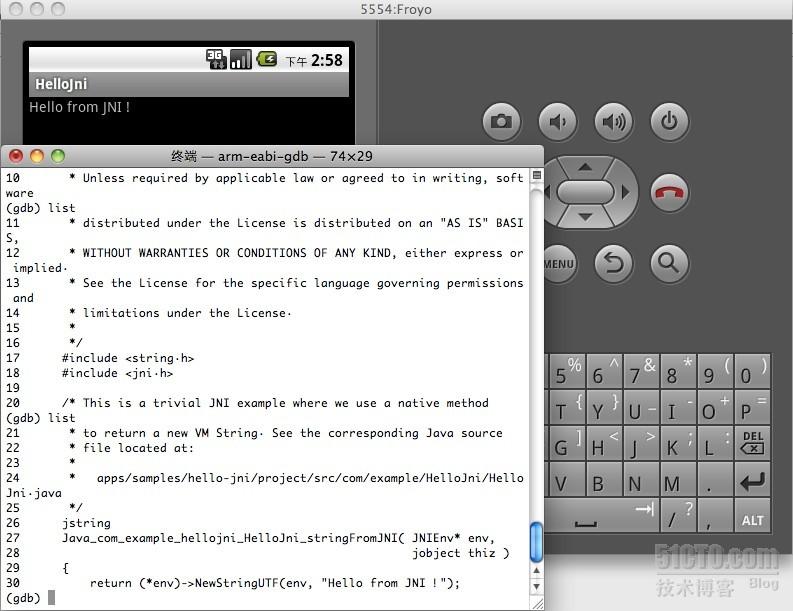 5554:Froyo
3G 下午 2:58
HelloJni
Hello from JNI !
终端 — arm-eabi-gdb — 74×29
10       * Unless required by applicable law or agreed to in writing, soft
ware
(gdb) list
11       * distributed under the License is distributed on an "AS IS" BASI
S,
12       * WITHOUT WARRANTIES OR CONDITIONS OF ANY KIND, either express or
 implied.
13       * See the License for the specific language governing permissions
 and
14       * limitations under the License.
15       *
16       */
17      #include <string.h>
18      #include <jni.h>
19
20      /* This is a trivial JNI example where we use a native method
(gdb) list
21       * to return a new VM String. See the corresponding Java source
22       * file located at:
23       *
24       *   apps/samples/hello-jni/project/src/com/example/HelloJni/Hello
Jni.java
25       */
26      jstring
27      Java_com_example_hellojni_HelloJni_stringFromJNI( JNIEnv* env,
28                                                        jobject thiz )
29      {
30          return (*env)->NewStringUTF(env, "Hello from JNI !");
(gdb)
MENU
5 % 6 ^ 7 & 8 * 9 ( 0 )
T { Y } U _ I - O + P =
G ] H < J > K ; L : DEL
V B N M .
/ ? , ALT
51CTO.com
技术博客 Blog